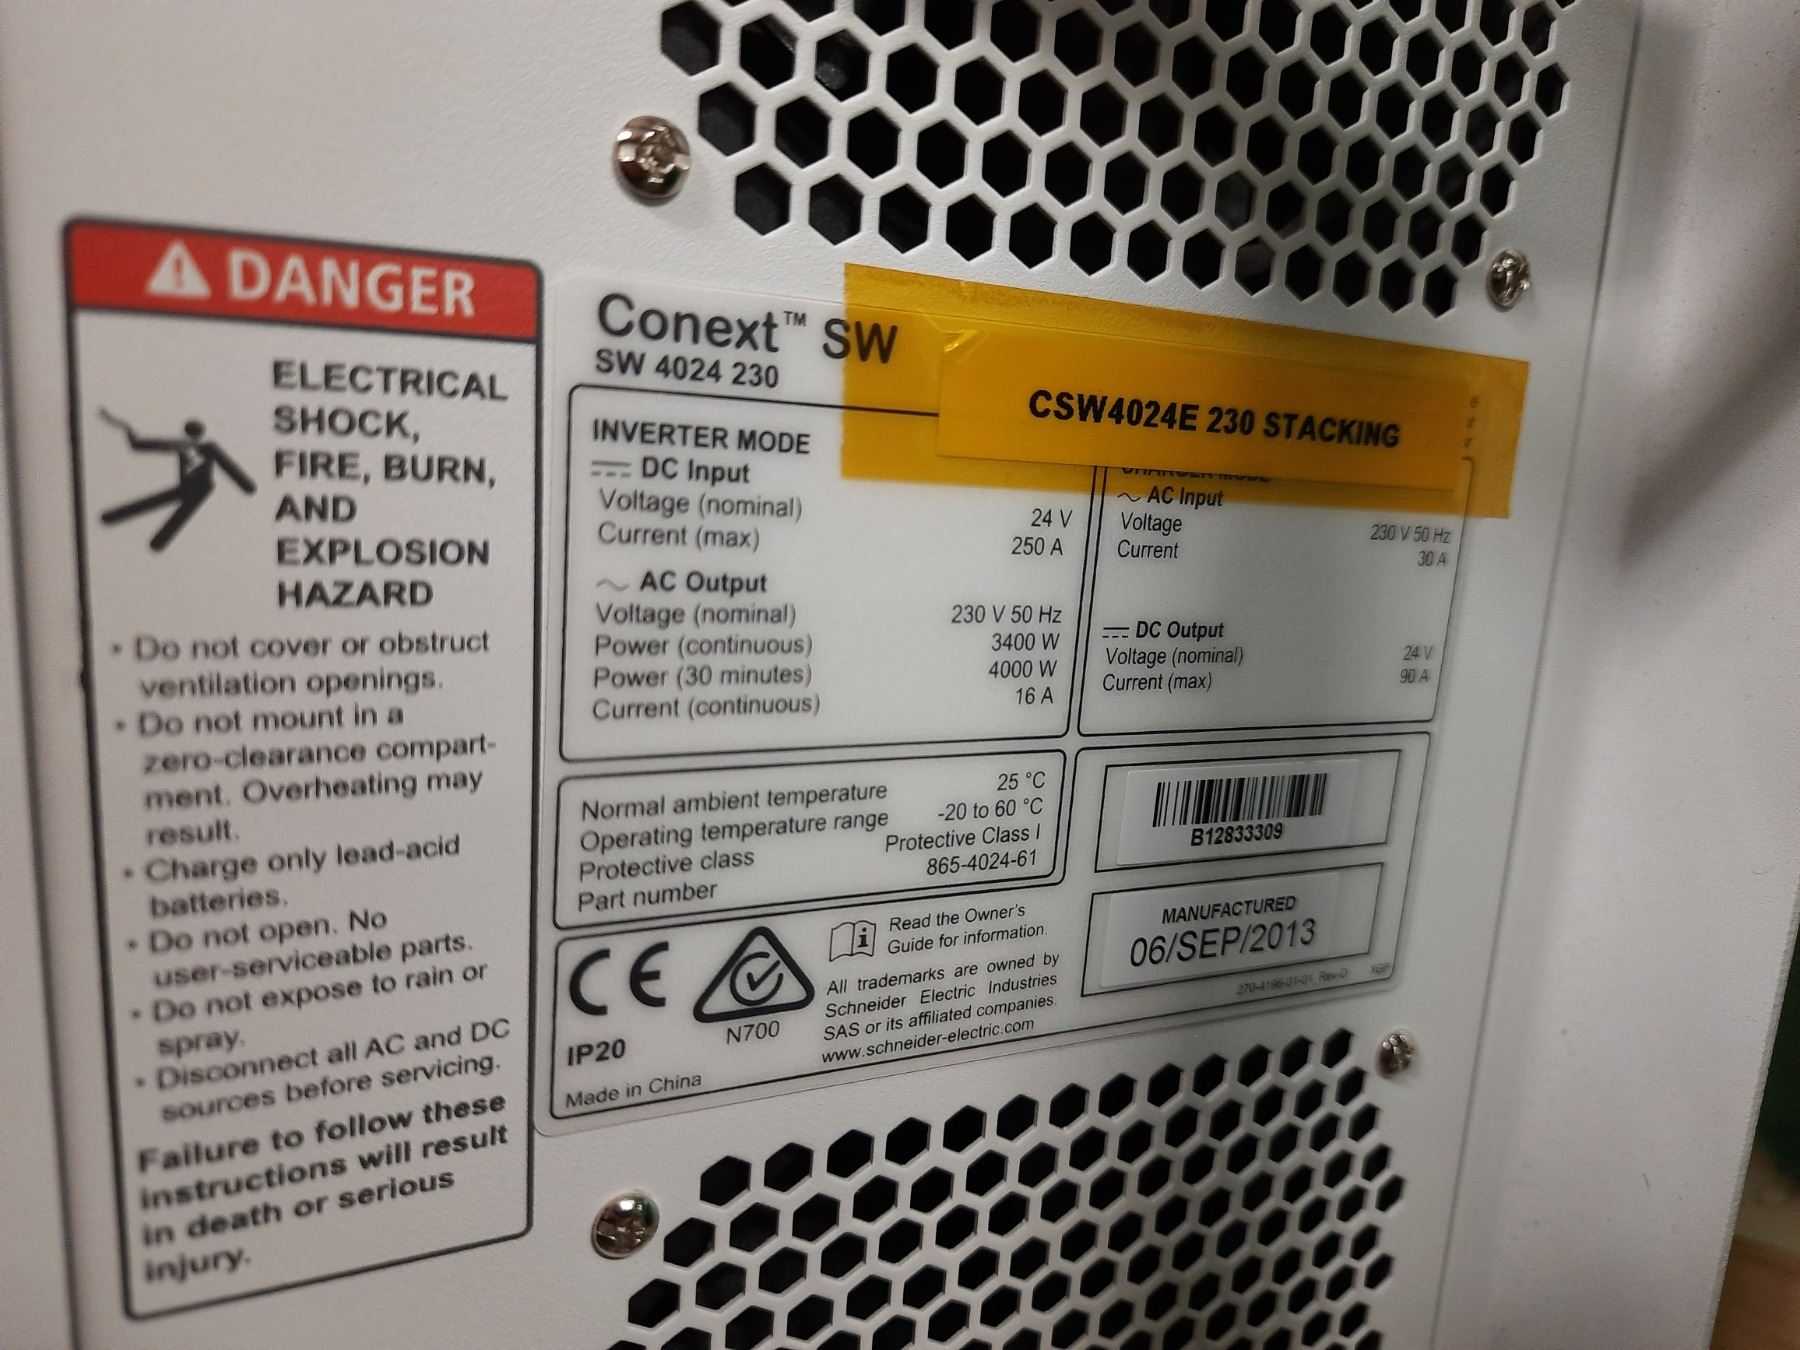 DANGER
ELECTRICAL
SHOCK,
FIRE, BURN,
AND
EXPLOSION
HAZARD
• Do not cover or obstruct
ventilation openings.
• Do not mount in a
zero-clearance compart-
ment. Overheating may
result.
• Charge only lead-acid
batteries.
• Do not open. No
user-serviceable parts.
• Do not expose to rain or
spray.
• Disconnect all AC and DC
sources before servicing.
Failure to follow these
instructions will result
in death or serious
injury.
Conext™ SW
SW 4024 230
CSW4024E 230 STACKING
INVERTER MODE
DC Input
Voltage (nominal) 24 V
Current (max) 250 A
AC Output
Voltage (nominal) 230 V 50 Hz
Power (continuous) 3400 W
Power (30 minutes) 4000 W
Current (continuous) 16 A
AC Input
Voltage 230 V 50 Hz
Current 30 A
DC Output
Voltage (nominal) 24 V
Current (max) 90 A
Normal ambient temperature 25 °C
Operating temperature range -20 to 60 °C
Protective class Protective Class I
Part number 865-4024-61
B12833309
MANUFACTURED
06/SEP/2013
270-4196-01-01 Rev-D XGP
CE
IP20
N700
Made in China
Read the Owner's
Guide for information.
All trademarks are owned by
Schneider Electric Industries
SAS or its affiliated companies.
www.schneider-electric.com